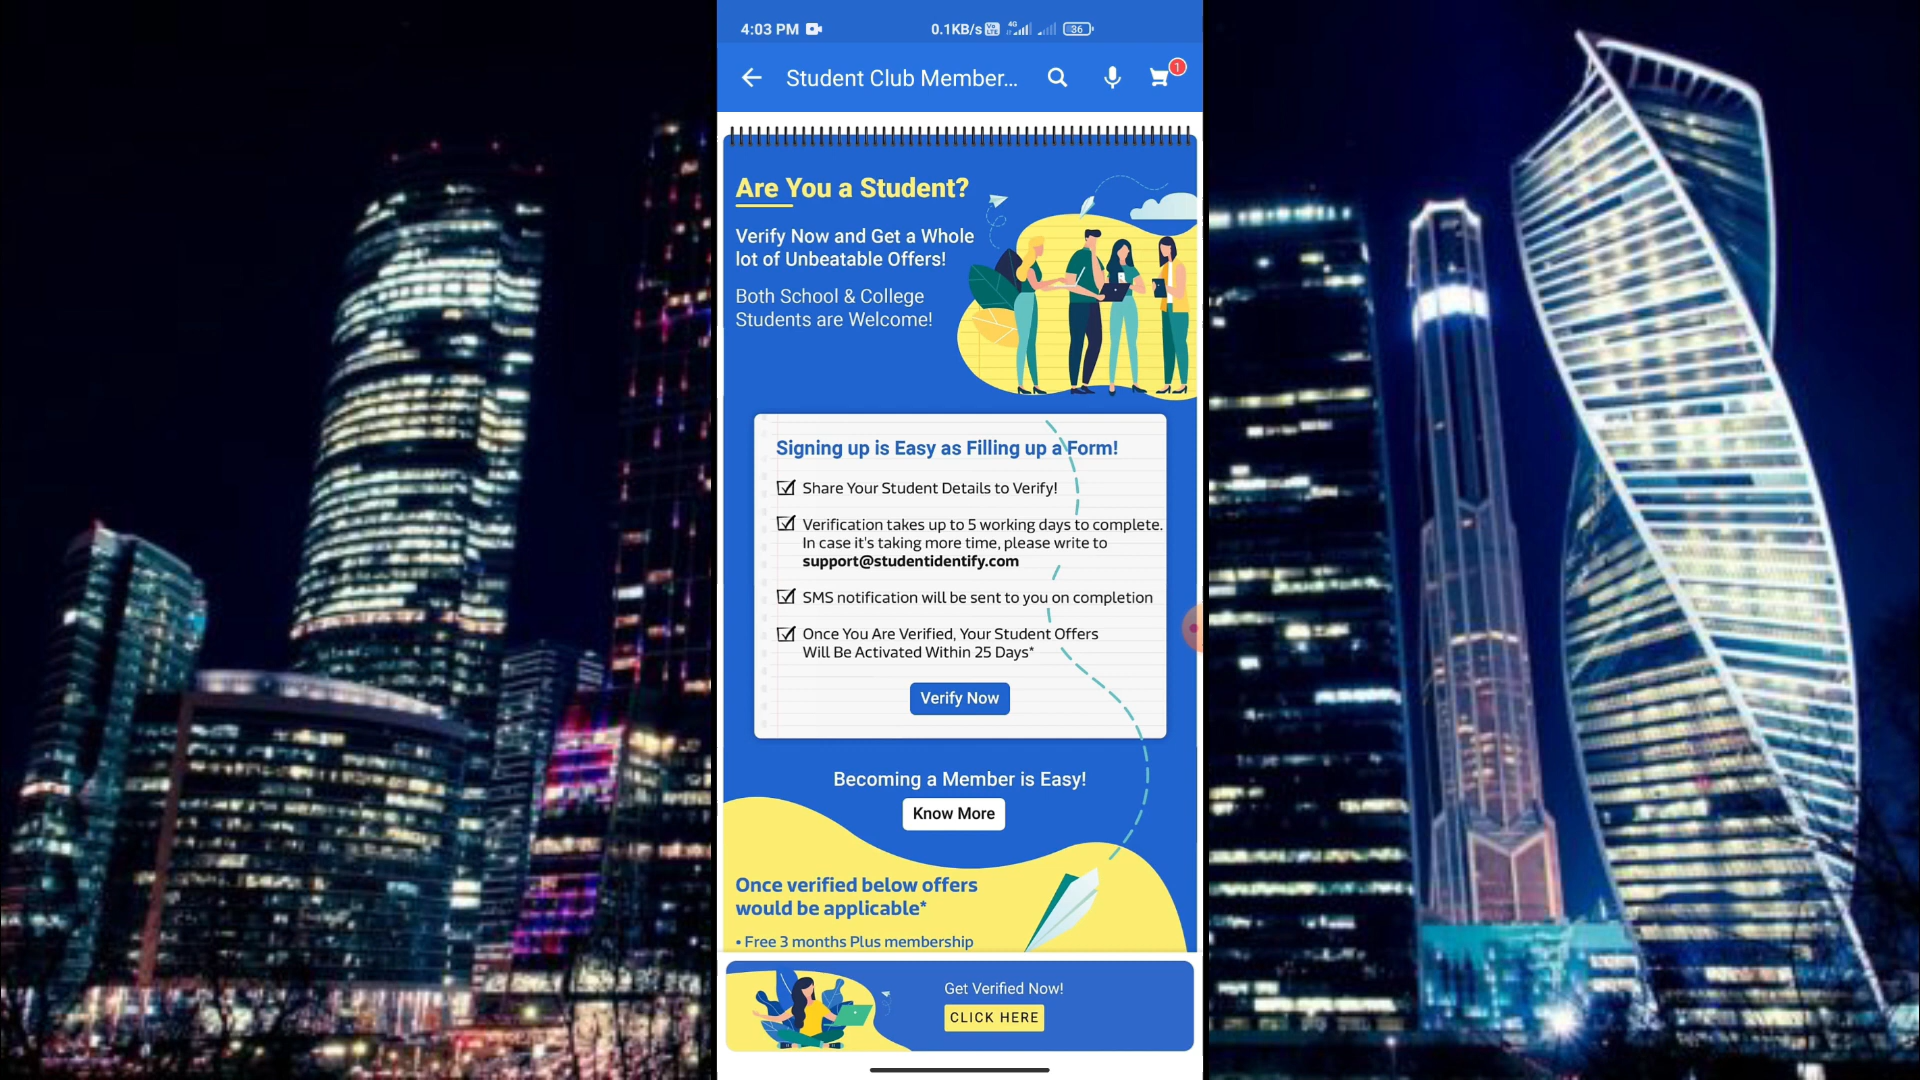 4:03 PM
0.1KB/s
4G
36
Student Club Member...
1
Are You a Student?
Verify Now and Get a Whole
lot of Unbeatable Offers!
Both School & College
Students are Welcome!
Signing up is Easy as Filling up a Form!
Share Your Student Details to Verify!
Verification takes up to 5 working days to complete.
In case it's taking more time, please write to
support@studentidentify.com
SMS notification will be sent to you on completion
Once You Are Verified, Your Student Offers
Will Be Activated Within 25 Days*
Verify Now
Becoming a Member is Easy!
Know More
Once verified below offers
would be applicable*
• Free 3 months Plus membership
Get Verified Now!
CLICK HERE